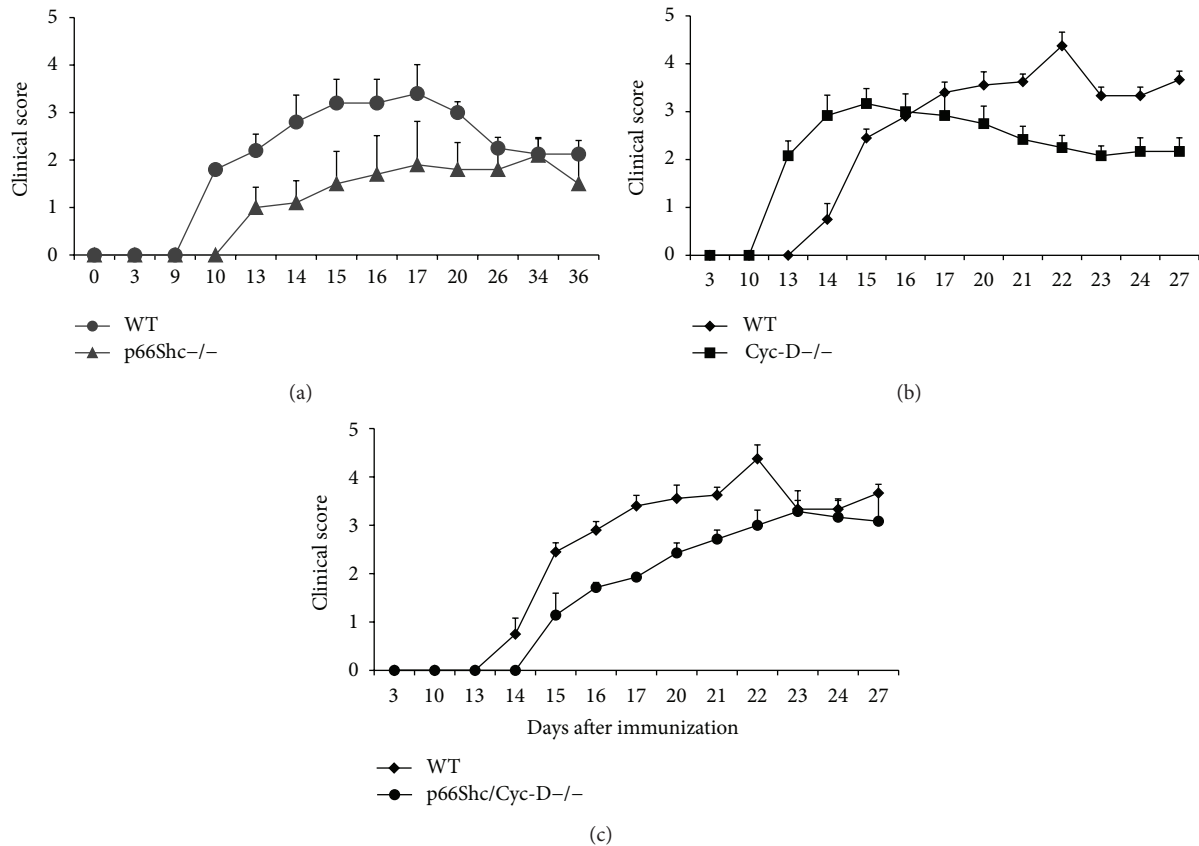 5
4
3
2
1
0
Clinical score
0 3 9 10 13 14 15 16 17 20 26 34 36
WT
p66Shc−/−
(a)
5
4
3
2
1
0
Clinical score
3 10 13 14 15 16 17 20 21 22 23 24 27
WT
Cyc-D−/−
(b)
5
4
3
2
1
0
Clinical score
3 10 13 14 15 16 17 20 21 22 23 24 27
Days after immunization
WT
p66Shc/Cyc-D−/−
(c)